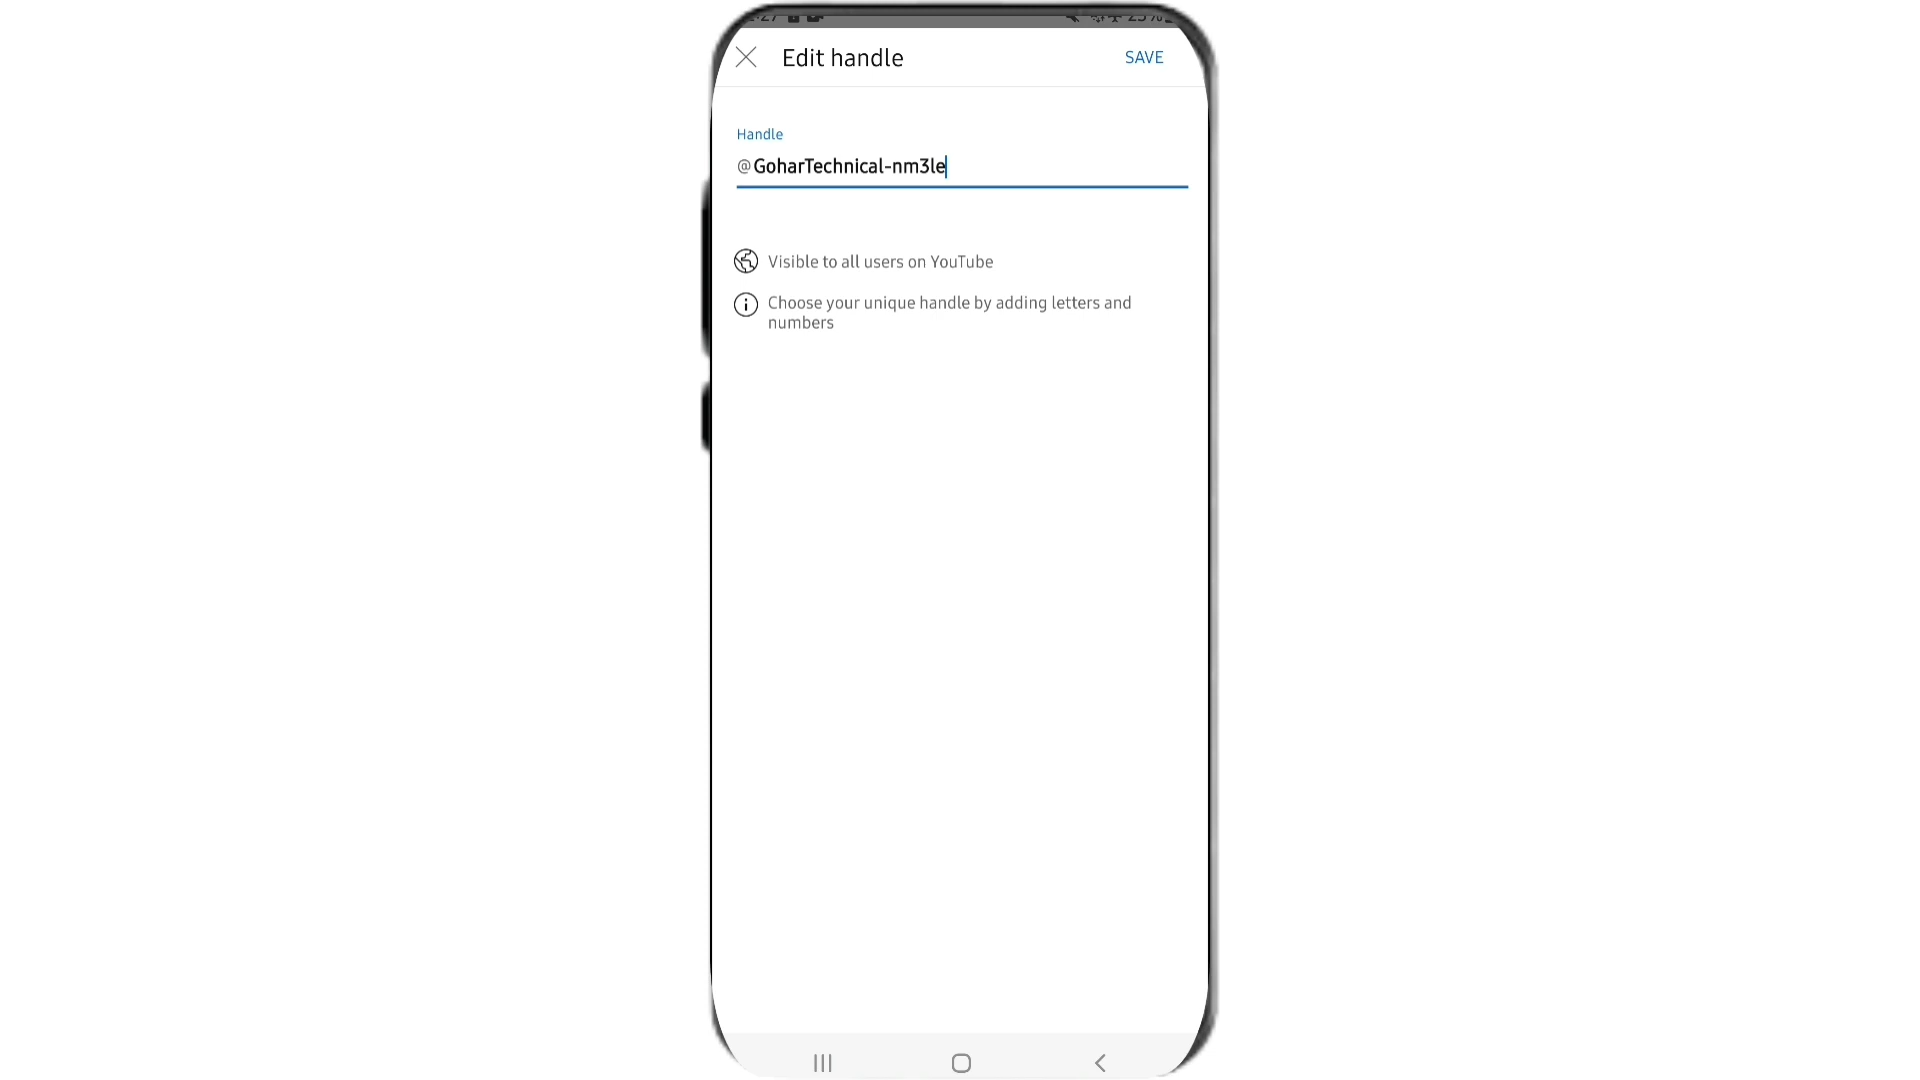 Edit handle
SAVE
Handle
@GoharTechnical-nm3le
Visible to all users on YouTube
Choose your unique handle by adding letters and
numbers